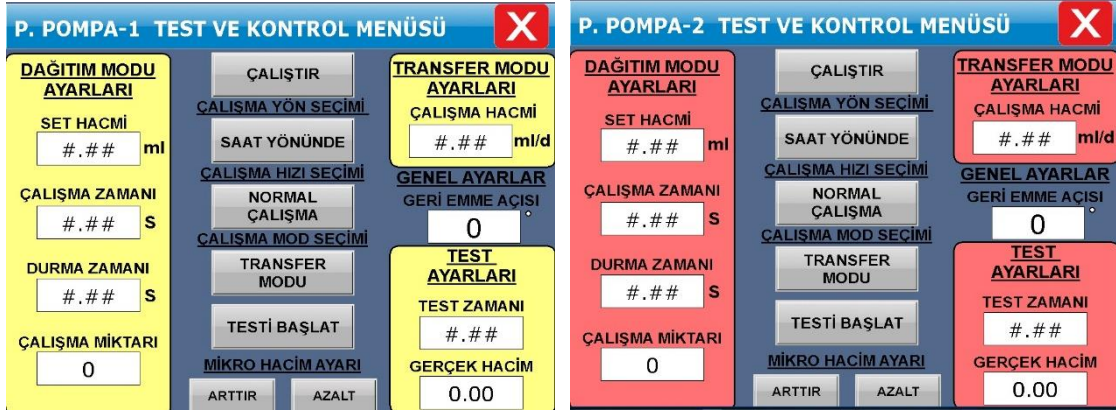 P. POMPA-1 TEST VE KONTROL MENÜSÜ
X
DAĞITIM MODU
AYARLARI
SET HACMİ
#.## ml
ÇALIŞMA ZAMANI
#.## S
DURMA ZAMANI
#.## S
ÇALIŞMA MİKTARI
0
ÇALIŞTIR
ÇALIŞMA YÖN SEÇİMİ
SAAT YÖNÜNDE
ÇALIŞMA HIZI SEÇİMİ
NORMAL
ÇALIŞMA
ÇALIŞMA MOD SEÇİMİ
TRANSFER
MODU
TESTİ BAŞLAT
MİKRO HACİM AYARI
ARTTIR AZALT
TRANSFER MODU
AYARLARI
ÇALIŞMA HACMİ
#.## ml/d
GENEL AYARLAR
GERİ EMME AÇISI
0 °
TEST
AYARLARI
TEST ZAMANI
#.##
GERÇEK HACİM
0.00
P. POMPA-2 TEST VE KONTROL MENÜSÜ
X
DAĞITIM MODU
AYARLARI
SET HACMİ
#.## ml
ÇALIŞMA ZAMANI
#.## S
DURMA ZAMANI
#.## S
ÇALIŞMA MİKTARI
0
ÇALIŞTIR
ÇALIŞMA YÖN SEÇİMİ
SAAT YÖNÜNDE
ÇALIŞMA HIZI SEÇİMİ
NORMAL
ÇALIŞMA
ÇALIŞMA MOD SEÇİMİ
TRANSFER
MODU
TESTİ BAŞLAT
MİKRO HACİM AYARI
ARTTIR AZALT
TRANSFER MODU
AYARLARI
ÇALIŞMA HACMİ
#.## ml/d
GENEL AYARLAR
GERİ EMME AÇISI
0 °
TEST
AYARLARI
TEST ZAMANI
#.##
GERÇEK HACİM
0.00